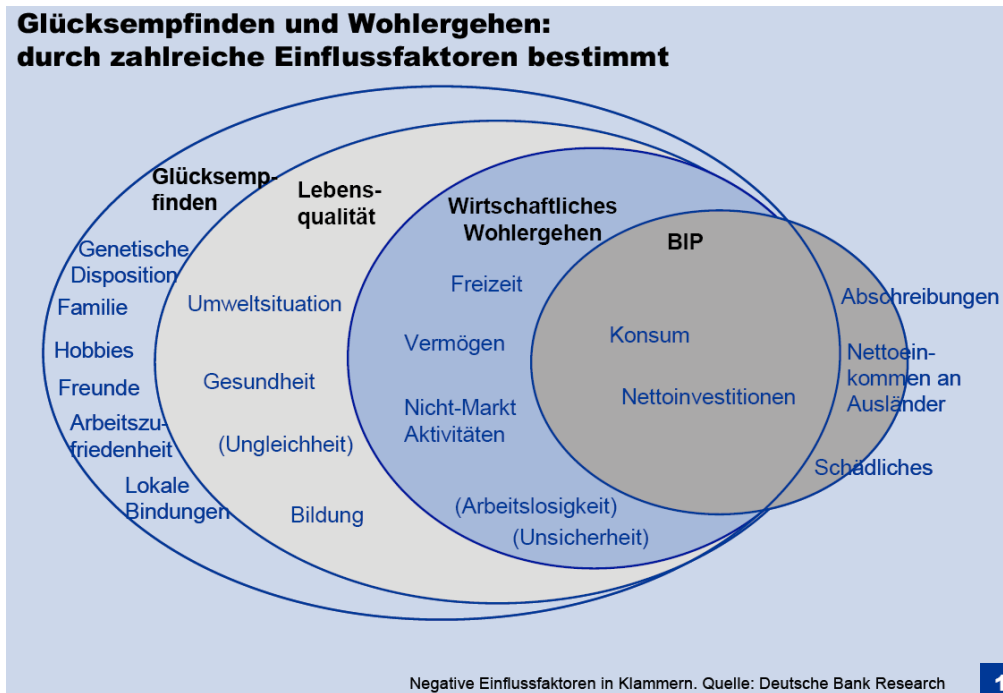 Glücksempfinden und Wohlergehen:
durch zahlreiche Einflussfaktoren bestimmt
Glücksemp-
finden
Genetische
Disposition
Familie
Hobbies
Freunde
Arbeitszu-
friedenheit
Lokale
Bindungen
Lebens-
qualität
Umweltsituation
Gesundheit
(Ungleichheit)
Bildung
Wirtschaftliches
Wohlergehen
Freizeit
Vermögen
Nicht-Markt
Aktivitäten
(Arbeitslosigkeit)
(Unsicherheit)
BIP
Konsum
Nettoinvestitionen
Abschreibungen
Nettoein-
kommen an
Ausländer
Schädliches
Negative Einflussfaktoren in Klammern. Quelle: Deutsche Bank Research